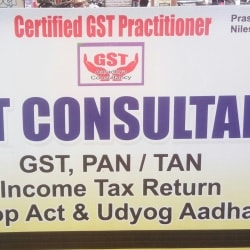 Certified GST Practitioner
Pras
Niles
GST
T CONSULTA
GST, PAN / TAN
Income Tax Return
op Act & Udyog Aadha